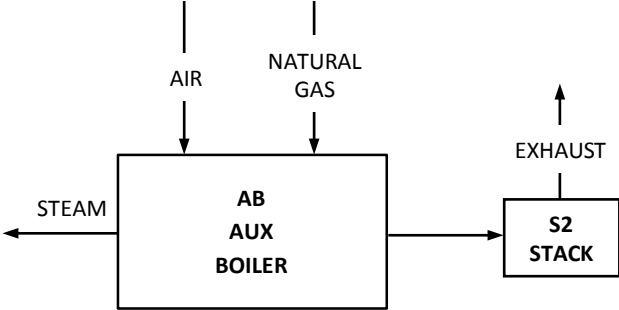 AIR
NATURAL
GAS
EXHAUST
STEAM
AB
AUX
BOILER
S2
STACK